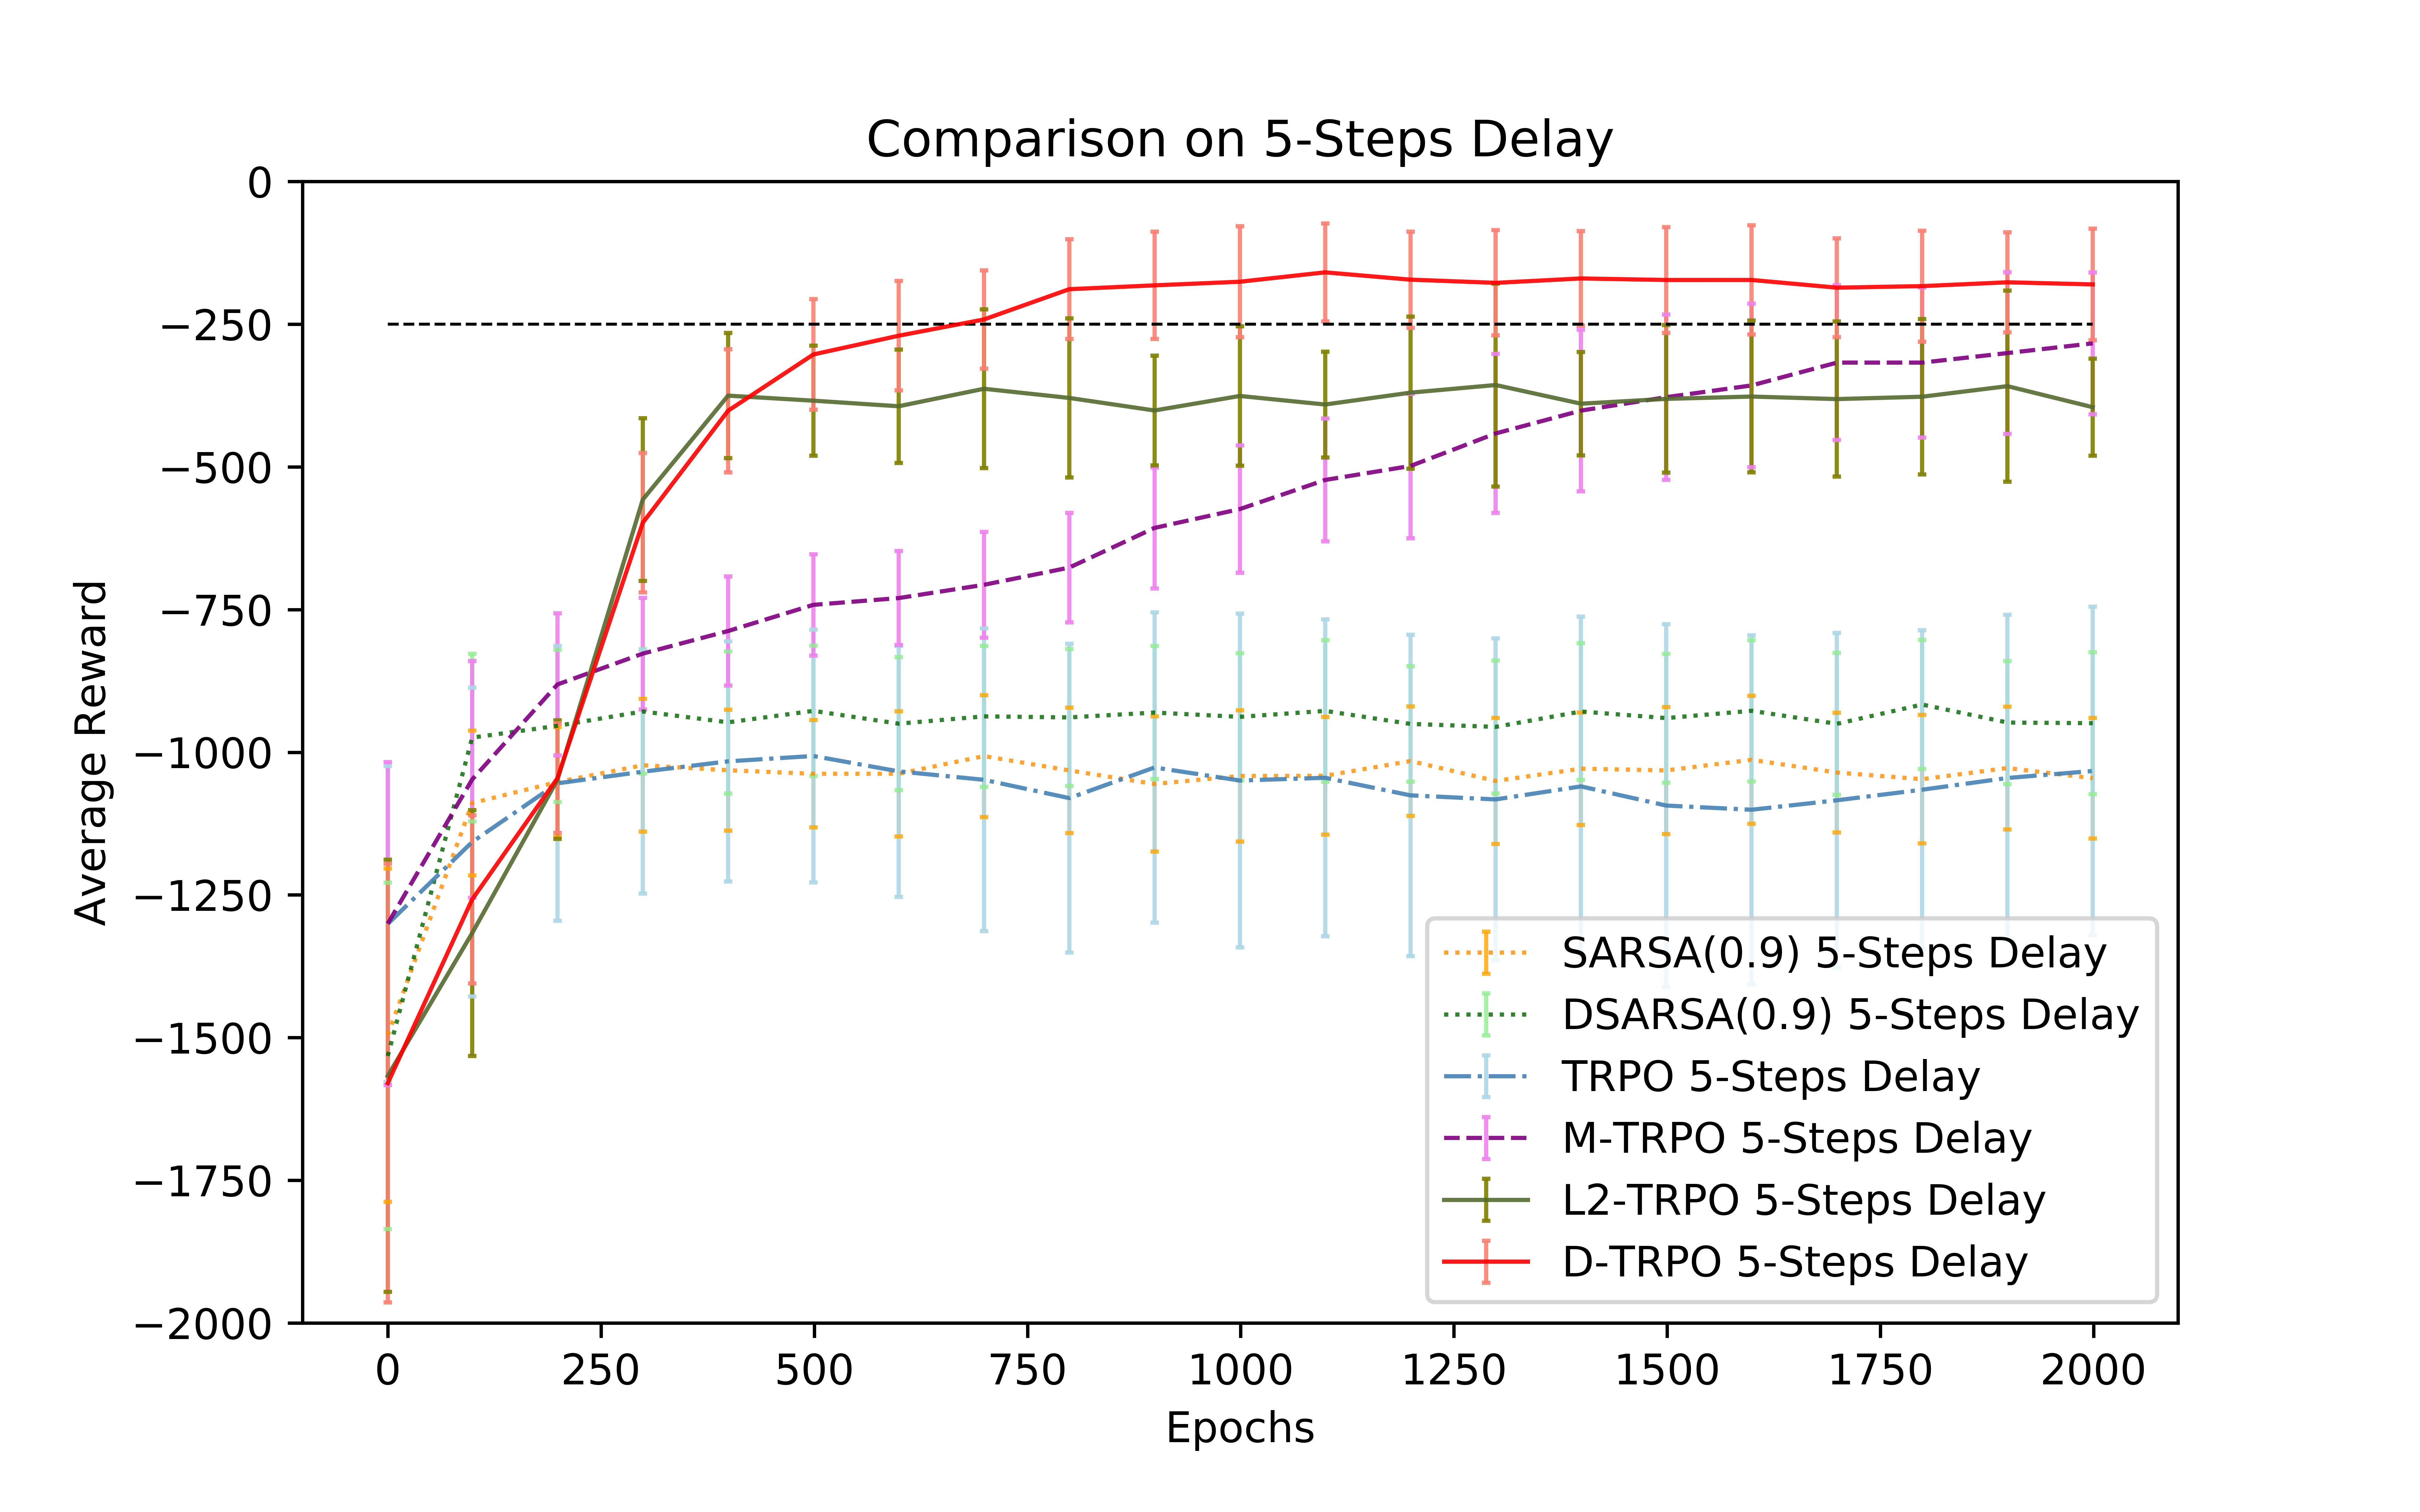 Comparison on 5-Steps Delay
Average Reward
0
−250
−500
−750
−1000
−1250
−1500
−1750
−2000
0 250 500 750 1000 1250 1500 1750 2000
Epochs
SARSA(0.9) 5-Steps Delay
DSARSA(0.9) 5-Steps Delay
TRPO 5-Steps Delay
M-TRPO 5-Steps Delay
L2-TRPO 5-Steps Delay
D-TRPO 5-Steps Delay